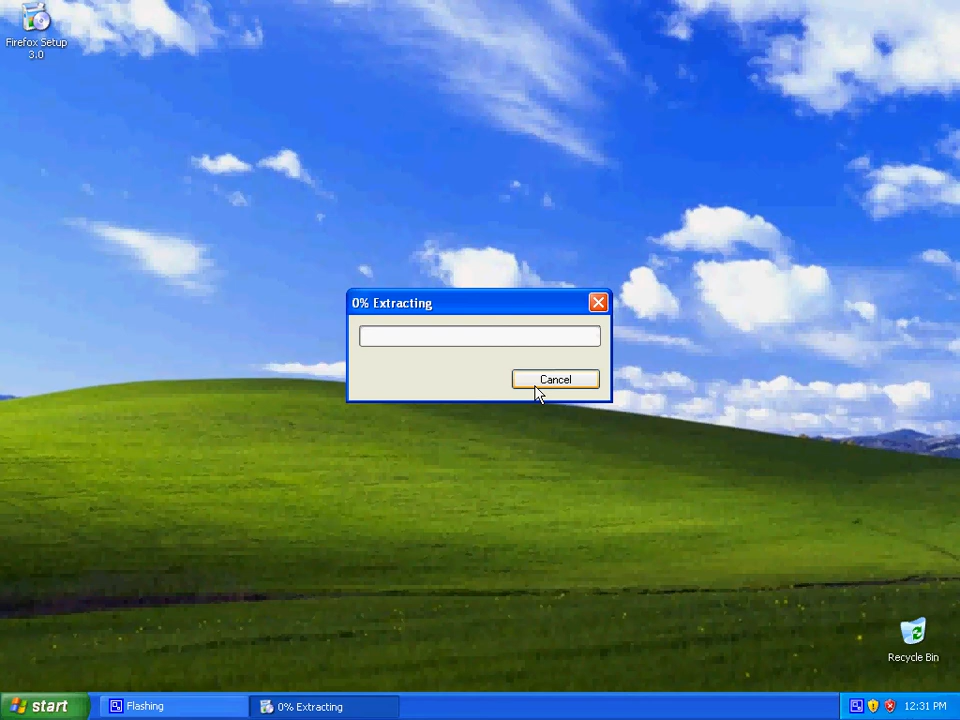 Firefox Setup
3.0
0% Extracting
Cancel
Recycle Bin
start
Flashing
0% Extracting
12:31 PM